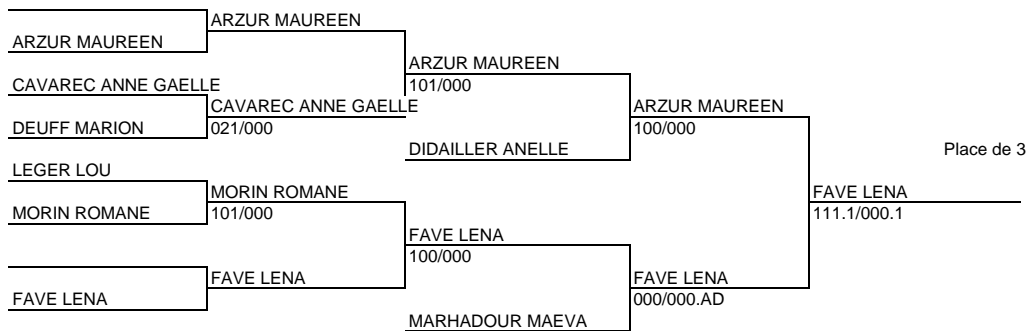 ARZUR MAUREEN
ARZUR MAUREEN
CAVAREC ANNE GAELLE
DEUFF MARION
CAVAREC ANNE GAELLE
021/000
ARZUR MAUREEN
101/000
DIDAILLER ANELLE
ARZUR MAUREEN
100/000
LEGER LOU
MORIN ROMANE
MORIN ROMANE
101/000
FAVE LENA
FAVE LENA
FAVE LENA
100/000
MARHADOUR MAEVA
FAVE LENA
000/000.AD
Place de 3
FAVE LENA
111.1/000.1